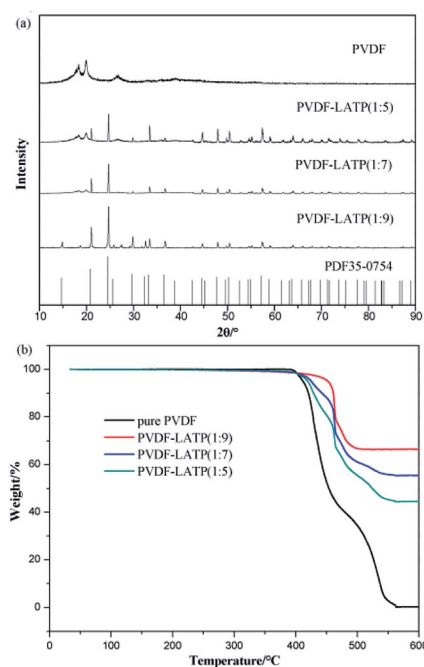 (a)
PVDF
PVDF-LATP(1:5)
PVDF-LATP(1:7)
PVDF-LATP(1:9)
PDF35-0754
Intensity
10 20 30 40 50 60 70 80 90
2θ/°
(b)
100
80
60
40
20
0
pure PVDF
PVDF-LATP(1:9)
PVDF-LATP(1:7)
PVDF-LATP(1:5)
Weight/%
0 100 200 300 400 500 600
Temperature/°C